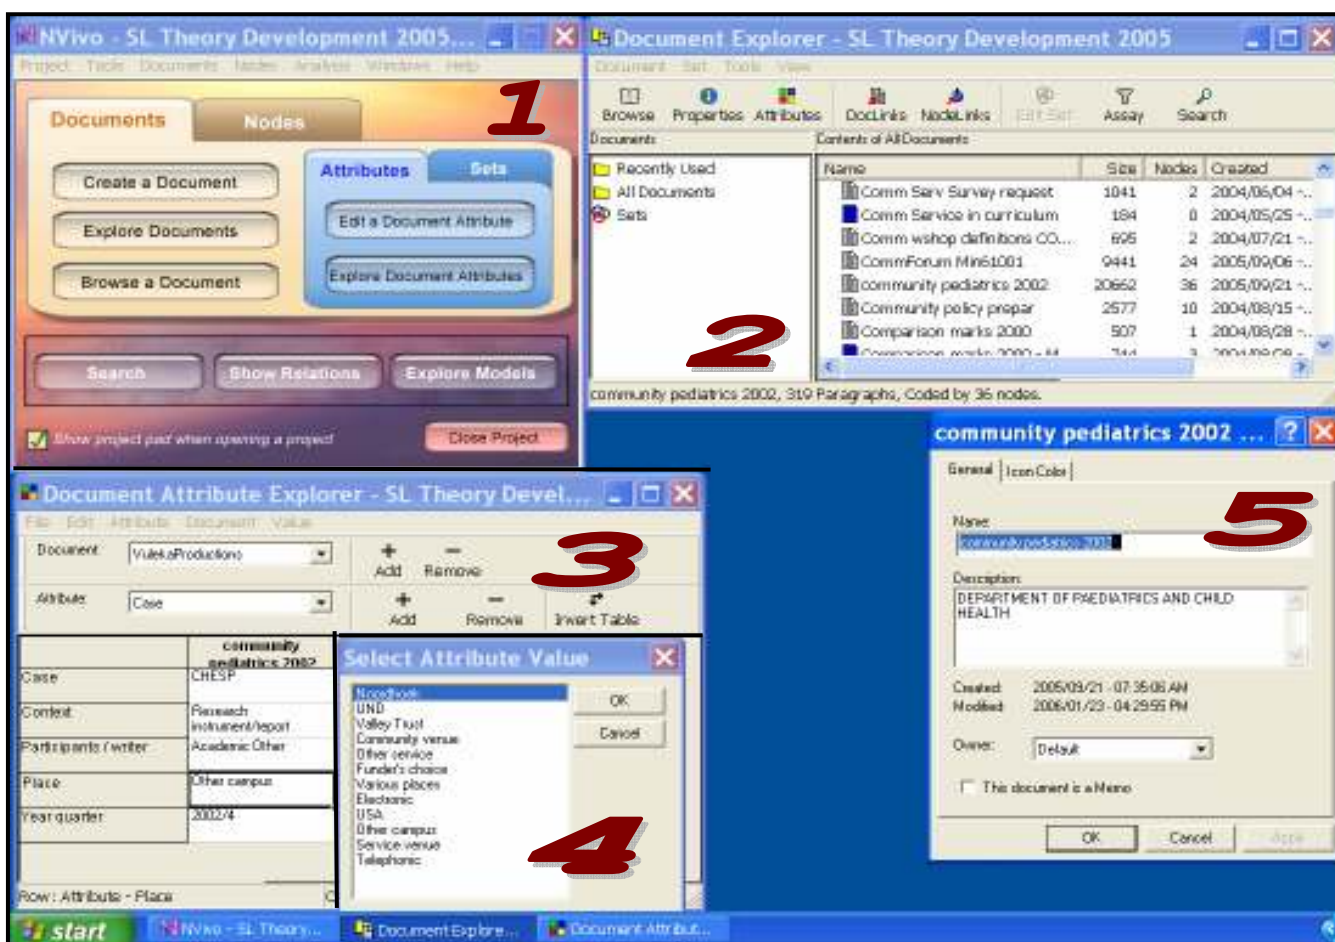 NVivo - SL Theory Development 2005...
Project Tools Documents Nodes Analysis Windows Help
1
Documents
Nodes
Create a Document
Explore Documents
Browse a Document
Attributes
Sets
Edit a Document Attribute
Explore Document Attributes
Search
Show Relations
Explore Models
Show project pad when opening a project
Close Project
Document Explorer - SL Theory Development 2005
Document Set Tools View
Browse Properties Attributes DocLinks NodeLinks Edit Set Assay Search
Documents
Contents of All Documents
Recently Used
All Documents
Sets
Name Size Nodes Created
Comm Serv Survey request 1041 2 2004/06/04 -..
Comm Service in curriculum 184 0 2004/05/25 -..
Comm wshop definitions CO... 695 2 2004/07/21 -..
CommForum Min61001 9441 24 2005/09/06 -..
community pediatrics 2002 20662 36 2005/09/21 -..
Community policy prepar 2577 10 2004/08/15 -..
Comparison marks 2000 507 1 2004/08/28 -..
Comparison marks 2000 - M 744 3
2
community pediatrics 2002, 319 Paragraphs, Coded by 36 nodes.
Document Attribute Explorer - SL Theory Devel...
File Edit Attribute Document Value
Document: VulekaProductions
Add Remove
3
Attribute: Case
Add Remove Invert Table
community pediatrics 2002
Case CHESP
Context Research instrument/report
Participants / writer Academic Other
Place Other campus
Year quarter 2002/4
Row: Attribute - Place
Select Attribute Value
Noordhoek
UND
Valley Trust
Community venue
Other service
Funder's choice
Various places
Electronic
USA
Other campus
Service venue
Telephonic
OK
Cancel
4
community pediatrics 2002 ...
General Icon Color
5
Name:
community pediatrics 2002
Description:
DEPARTMENT OF PAEDIATRICS AND CHILD
HEALTH
Created: 2005/09/21 - 07:35:06 AM
Modified: 2006/01/23 - 04:29:55 PM
Owner: Default
This document is a Memo
OK Cancel Apply
start
NVivo - SL Theory...
Document Explore...
Document Attribut...